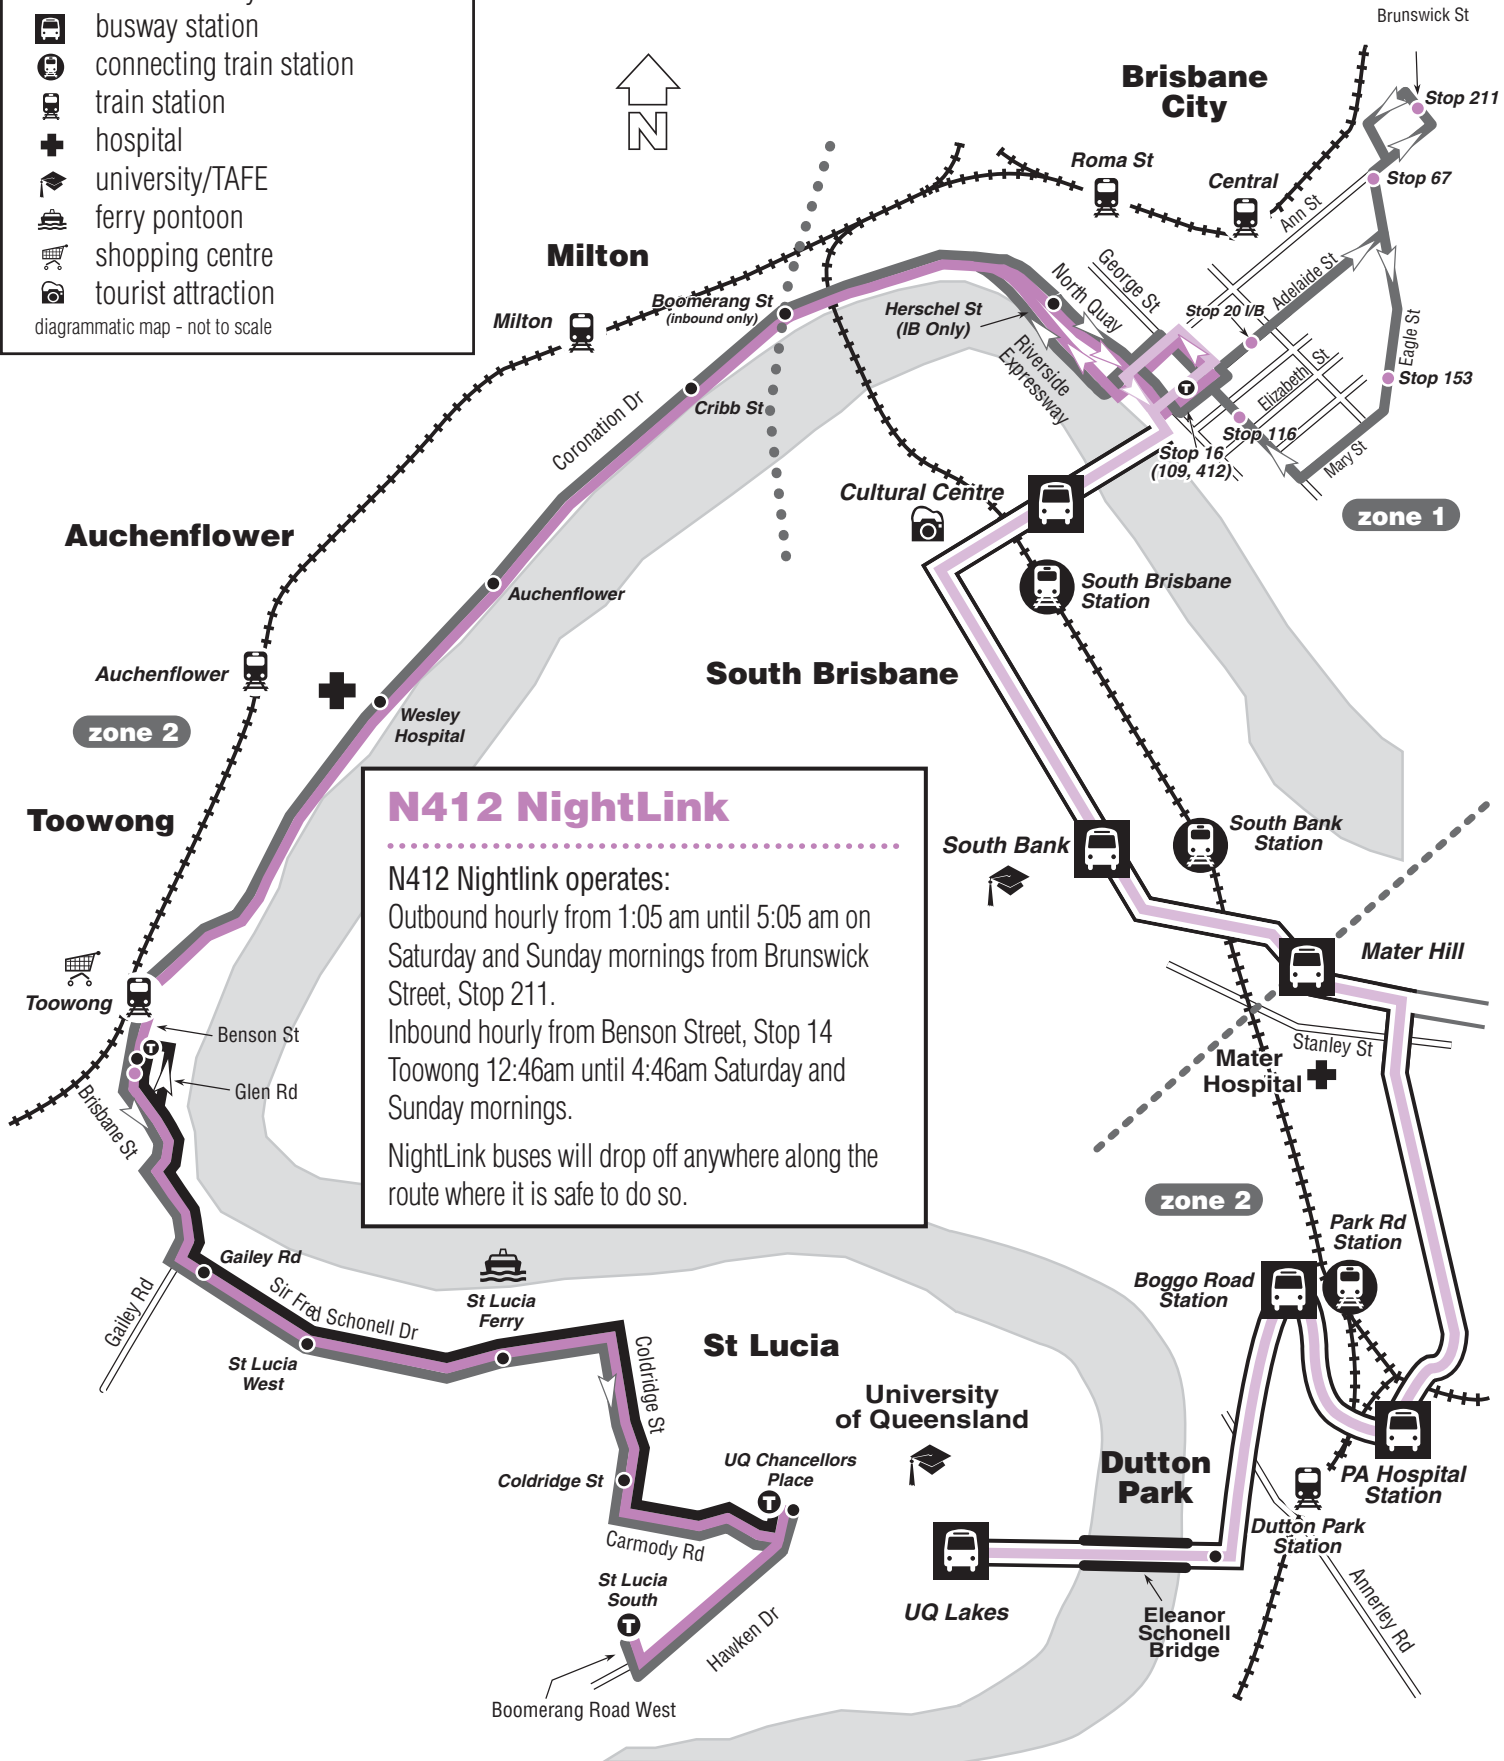 busway station
connecting train station
train station
hospital
university/TAFE
ferry pontoon
shopping centre
tourist attraction
diagrammatic map - not to scale
N
Brisbane
City
Brunswick St
Stop 211
Stop 67
Roma St
Central
Ann St
Adelaide St
George St
North Quay
Stop 20 I/B
Herschel St
(IB Only)
Riverside
Expressway
Elizabeth St
Eagle St
Stop 153
Stop 116
Mary St
Stop 16
(109, 412)
zone 1
Milton
Milton
Boomerang St
(inbound only)
Cribb St
Coronation Dr
Cultural Centre
South Brisbane
Station
South Brisbane
Auchenflower
Auchenflower
Auchenflower
zone 2
Wesley
Hospital
Toowong
Toowong
Benson St
T
Glen Rd
Brisbane St
N412 NightLink
N412 Nightlink operates:
Outbound hourly from 1:05 am until 5:05 am on
Saturday and Sunday mornings from Brunswick
Street, Stop 211.
Inbound hourly from Benson Street, Stop 14
Toowong 12:46am until 4:46am Saturday and
Sunday mornings.
NightLink buses will drop off anywhere along the
route where it is safe to do so.
South Bank
South Bank
Station
Mater Hill
Stanley St
Mater
Hospital
zone 2
Park Rd
Station
Boggo Road
Station
PA Hospital
Station
Dutton
Park
Dutton Park
Station
Annerley Rd
Eleanor
Schonell
Bridge
UQ Lakes
University
of Queensland
St Lucia
Gailey Rd
Gailey Rd
Sir Fred Schonell Dr
St Lucia
West
St Lucia
Ferry
Coldridge St
Coldridge St
UQ Chancellors
Place
T
Carmody Rd
St Lucia
South
T
Hawken Dr
Boomerang Road West
T